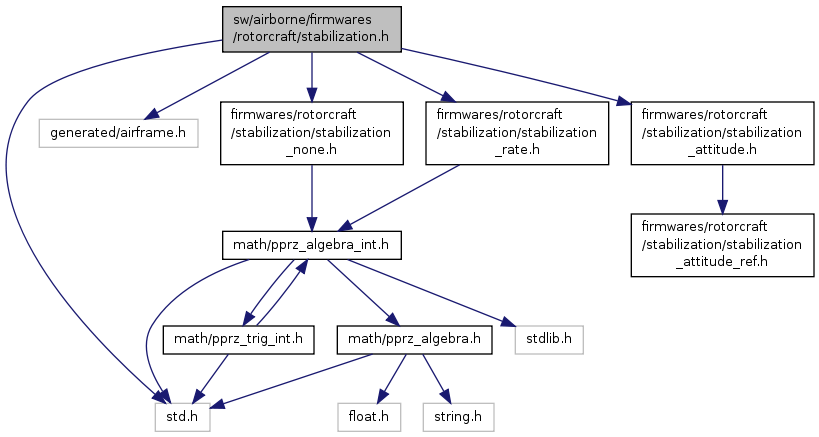 sw/airborne/firmwares
/rotorcraft/stabilization.h
generated/airframe.h
firmwares/rotorcraft
/stabilization/stabilization
_none.h
firmwares/rotorcraft
/stabilization/stabilization
_rate.h
firmwares/rotorcraft
/stabilization/stabilization
_attitude.h
math/pprz_algebra_int.h
firmwares/rotorcraft
/stabilization/stabilization
_attitude_ref.h
math/pprz_trig_int.h
math/pprz_algebra.h
stdlib.h
std.h
float.h
string.h